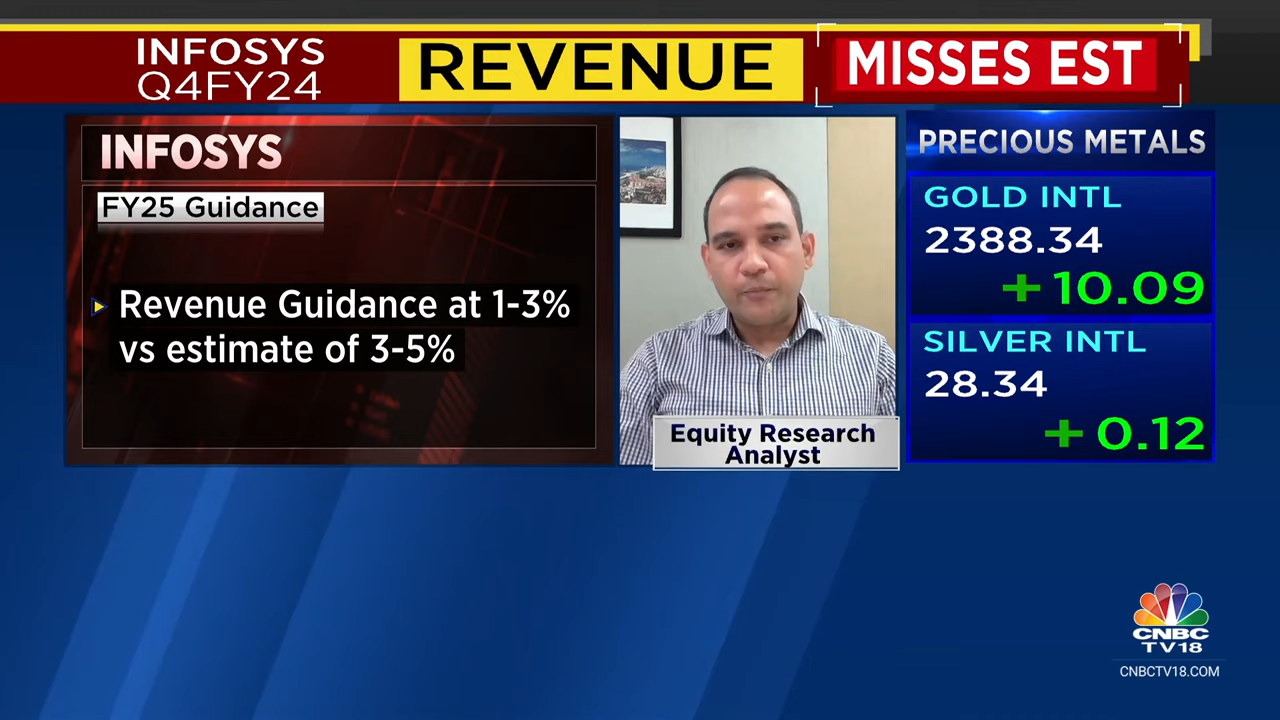 INFOSYS
Q4FY24
REVENUE
MISSES EST
INFOSYS
FY25 Guidance
Revenue Guidance at 1-3%
vs estimate of 3-5%
Equity Research
Analyst
PRECIOUS METALS
GOLD INTL
2388.34
+ 10.09
SILVER INTL
28.34
+ 0.12
CNBC
TV18
CNBCTV18.COM